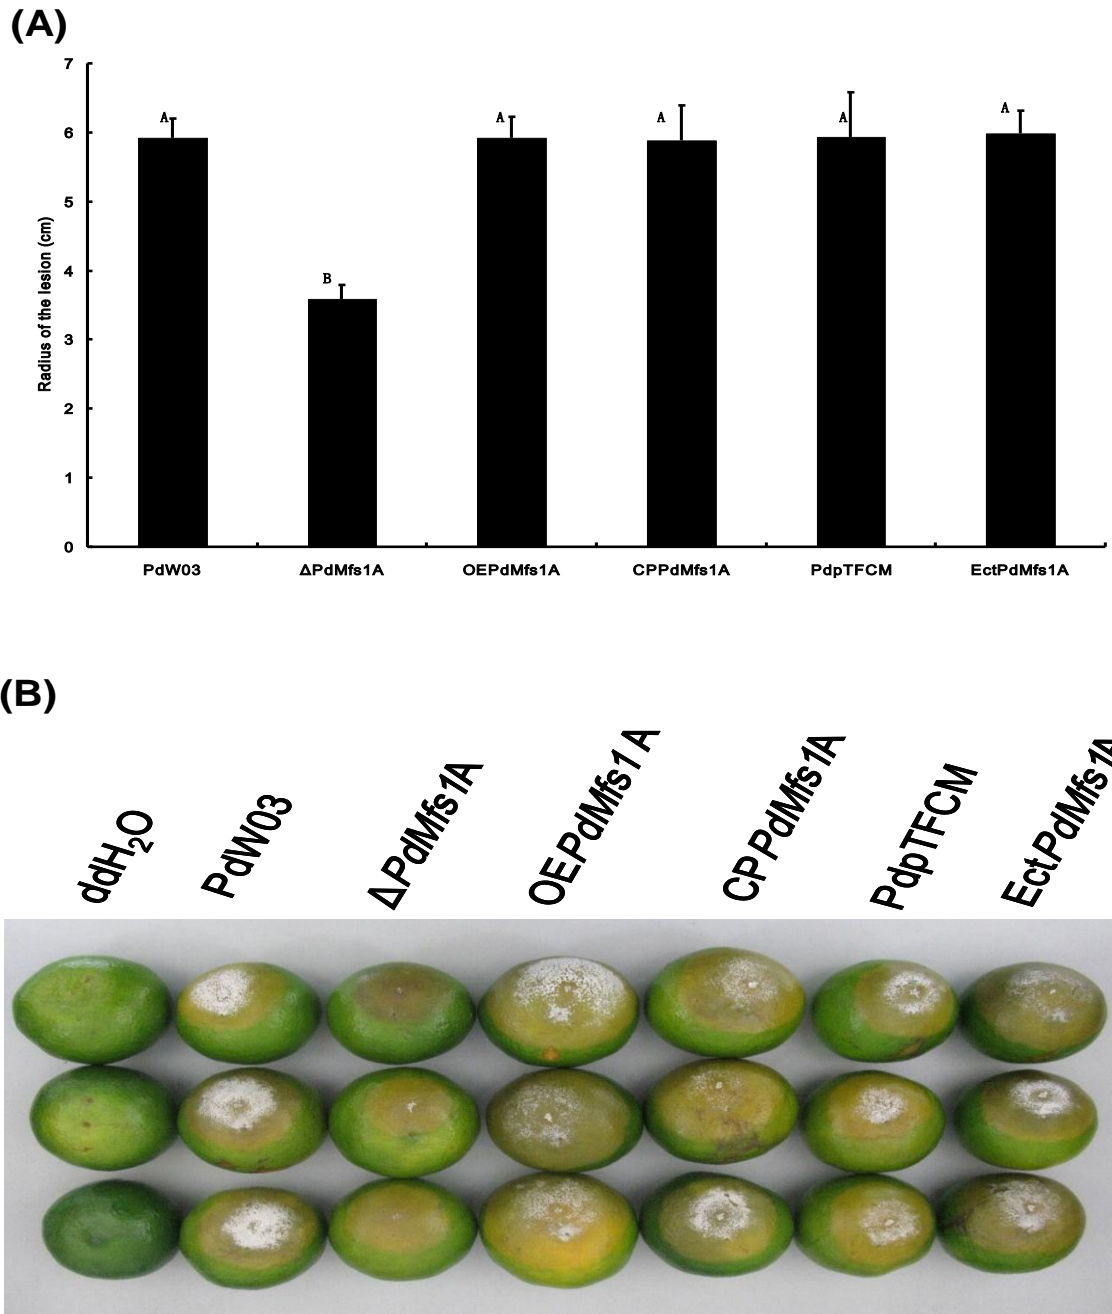 (A)
7
6
5
4
3
2
1
0
Radius of the lesion (cm)
A
B
A
A
A
A
PdW03
ΔPdMfs1A
OEPdMfs1A
CPPdMfs1A
PdpTFCM
EctPdMfs1A
(B)
ddH₂O
PdW03
ΔPdMfs1A
OEPdMfs1A
CPPdMfs1A
PdpTFCM
EctPdMfs1A